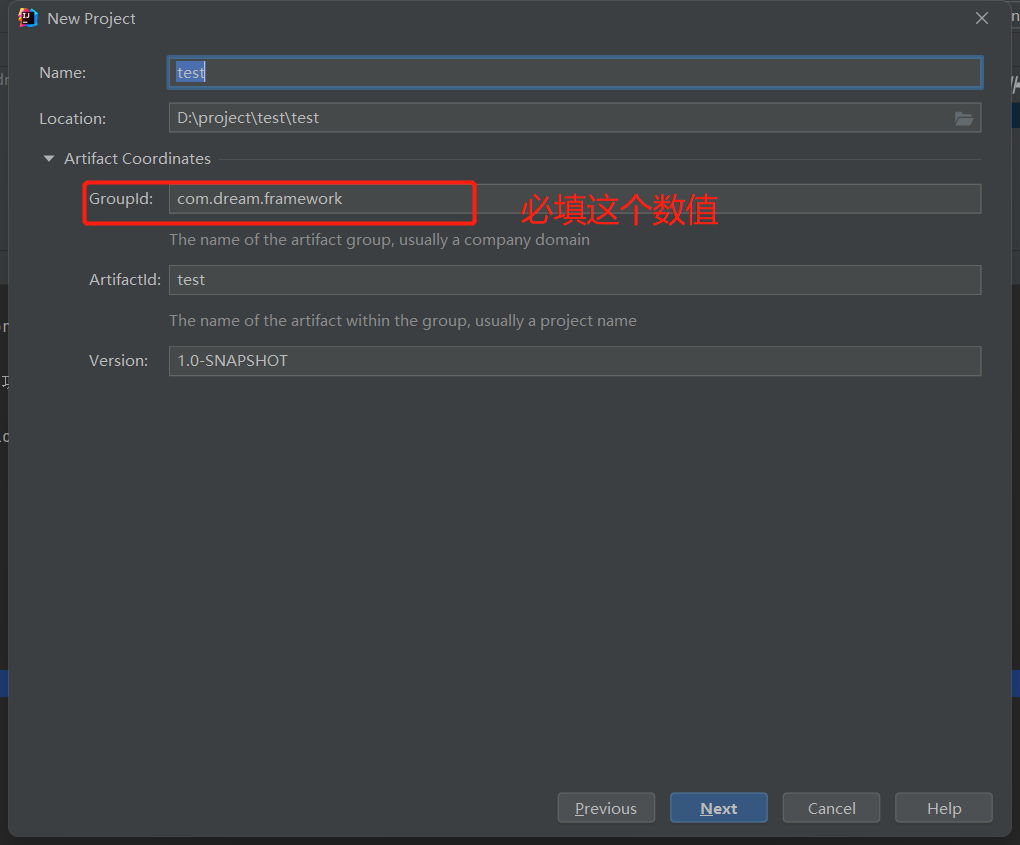 New Project
Name: test
Location: D:\project\test\test
Artifact Coordinates
GroupId: com.dream.framework 必填这个数值
The name of the artifact group, usually a company domain
ArtifactId: test
The name of the artifact within the group, usually a project name
Version: 1.0-SNAPSHOT
Previous Next Cancel Help